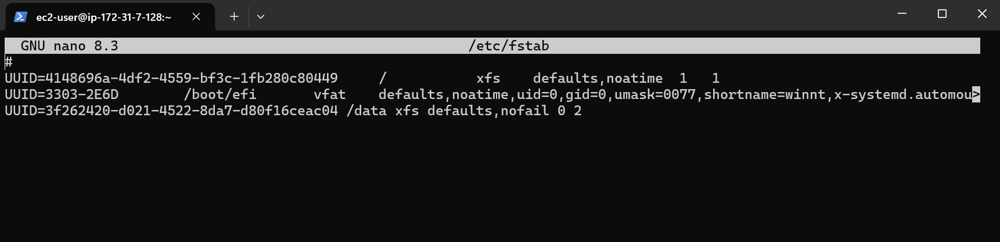 ec2-user@ip-172-31-7-128:~
GNU nano 8.3 /etc/fstab
#
UUID=4148696a-4df2-4559-bf3c-1fb280c80449 / xfs defaults,noatime 1 1
UUID=3303-2E6D /boot/efi vfat defaults,noatime,uid=0,gid=0,umask=0077,shortname=winnt,x-systemd.automou>
UUID=3f262420-d021-4522-8da7-d80f16ceac04 /data xfs defaults,nofail 0 2